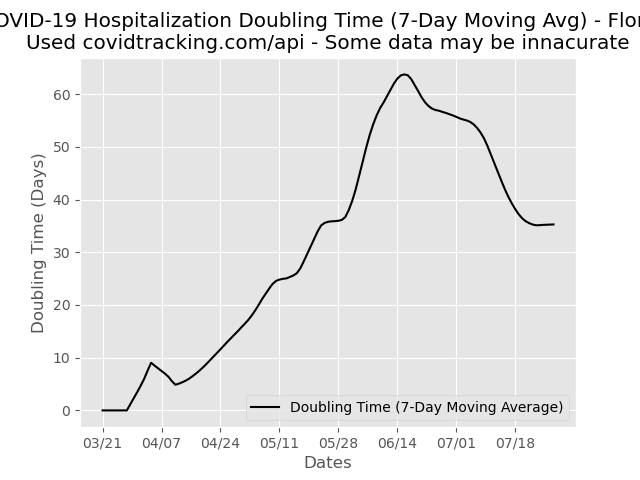 OVID-19 Hospitalization Doubling Time (7-Day Moving Avg) - Flor
Used covidtracking.com/api - Some data may be innacurate
60
50
40
30
20
10
0
Doubling Time (Days)
Doubling Time (7-Day Moving Average)
03/21 04/07 04/24 05/11 05/28 06/14 07/01 07/18
Dates